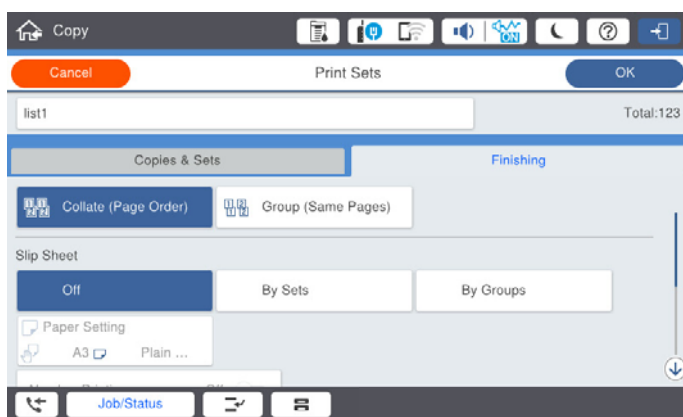 Copy
ON
Cancel
Print Sets
OK
list1
Total:123
Copies & Sets
Finishing
Collate (Page Order)
Group (Same Pages)
Slip Sheet
Off
By Sets
By Groups
Paper Setting
A3
Plain ...
Job/Status